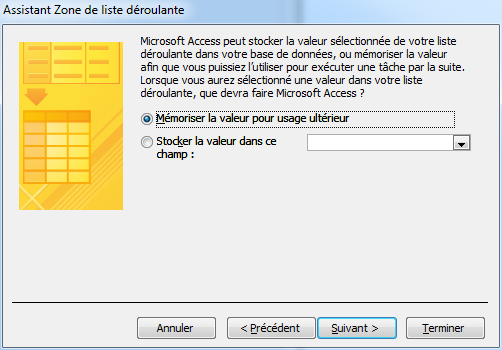 Assistant Zone de liste déroulante
Microsoft Access peut stocker la valeur sélectionnée de votre liste
déroulante dans votre base de données, ou mémoriser la valeur
afin que vous puissiez l'utiliser pour exécuter une tâche par la suite.
Lorsque vous aurez sélectionné une valeur dans votre liste
déroulante, que devra faire Microsoft Access ?
Mémoriser la valeur pour usage ultérieur
Stocker la valeur dans ce
champ :
Annuler
< Précédent
Suivant >
Terminer